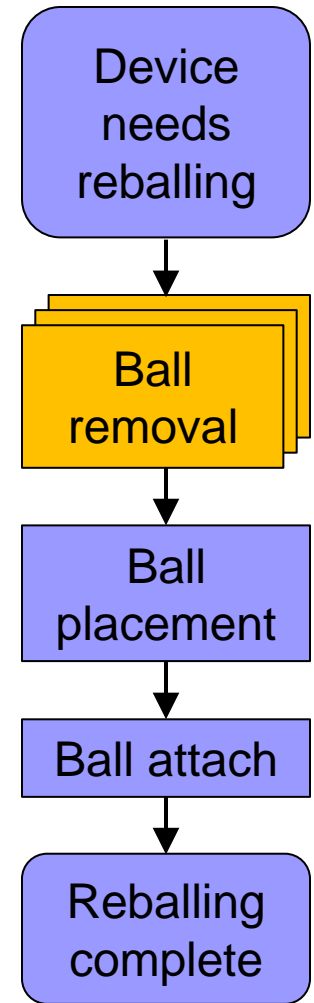 Device
needs
reballing
Ball
removal
Ball
placement
Ball attach
Reballing
complete